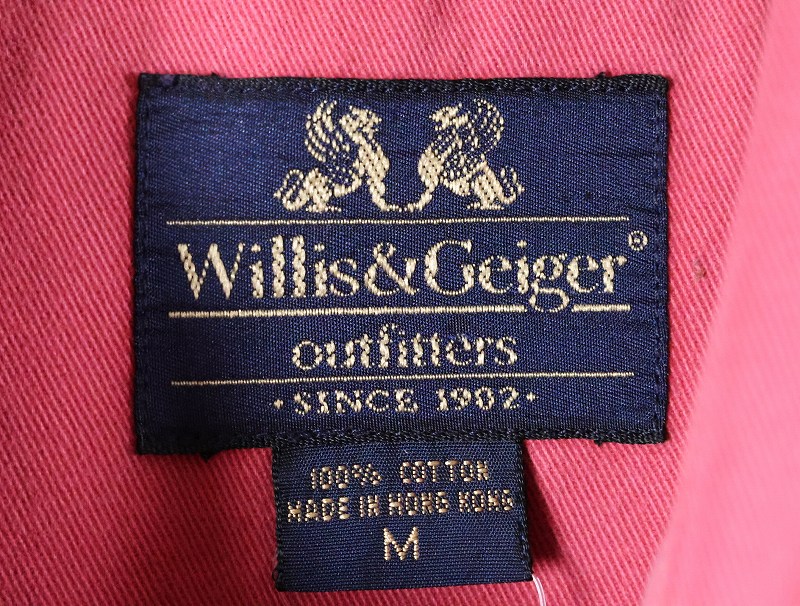 Willis&Geiger®
outfitters
·SINCE 1902·
100% COTTON
MADE IN HONG KONG
M